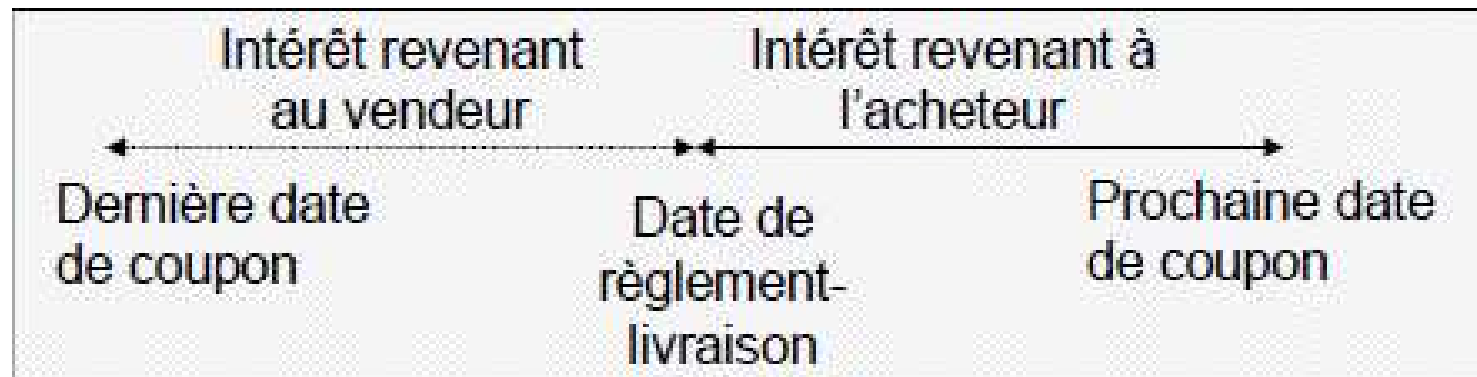 Intérêt revenant
au vendeur
Intérêt revenant à
l'acheteur
Dernière date
de coupon
Date de
règlement-
livraison
Prochaine date
de coupon